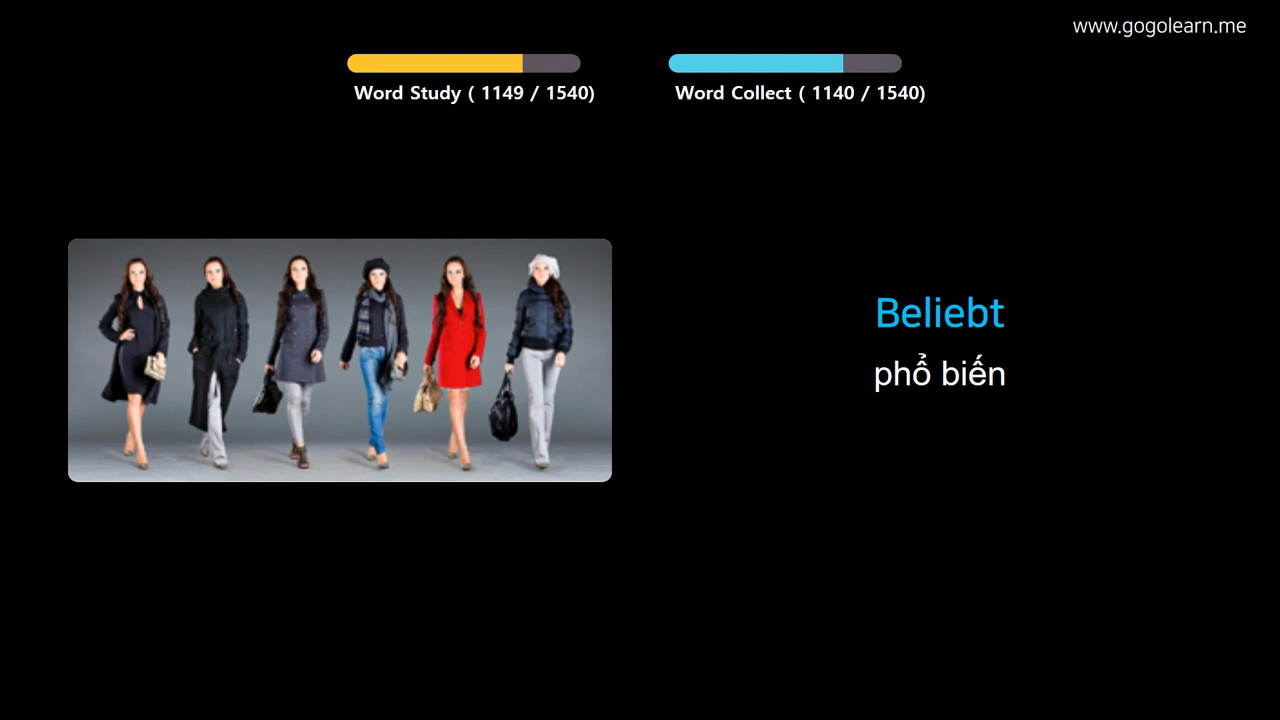 www.gogolearn.me
Word Study ( 1149 / 1540)
Word Collect ( 1140 / 1540)
Beliebt
phổ biến